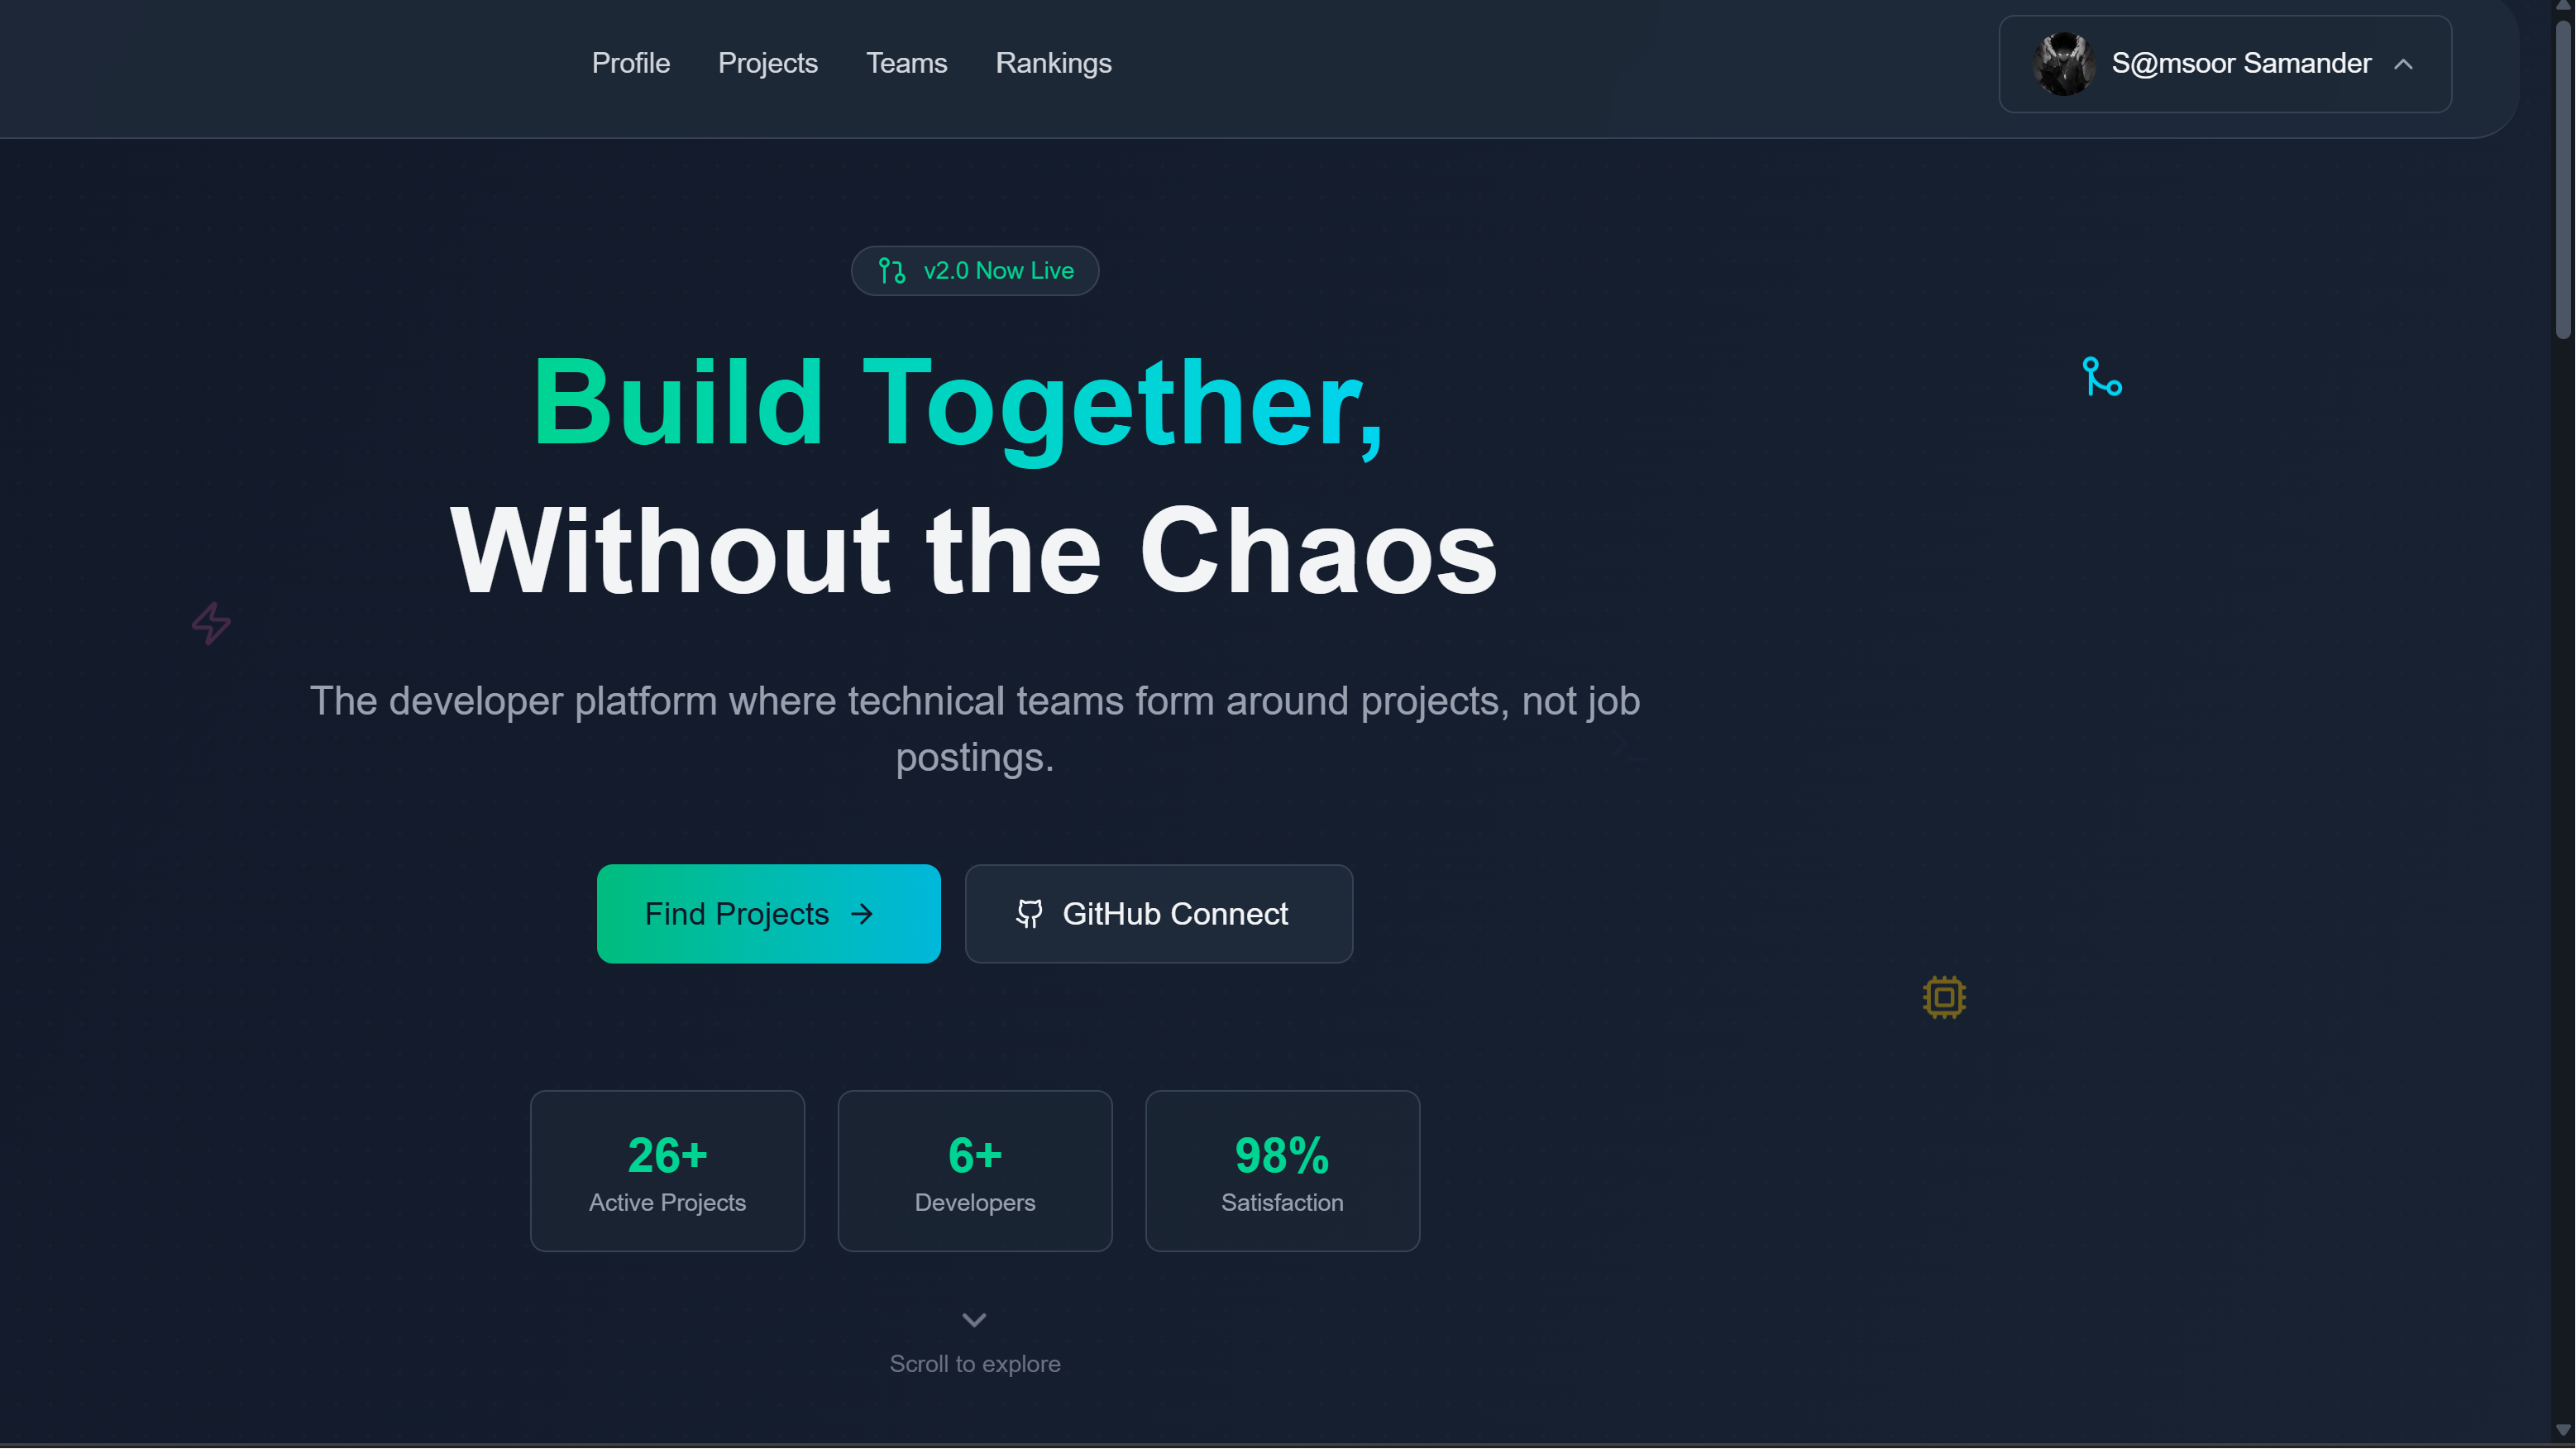 Profile
Projects
Teams
Rankings
S@msoor Samander
v2.0 Now Live
Build Together,
Without the Chaos
The developer platform where technical teams form around projects, not job
postings.
Find Projects
GitHub Connect
26+
Active Projects
6+
Developers
98%
Satisfaction
Scroll to explore